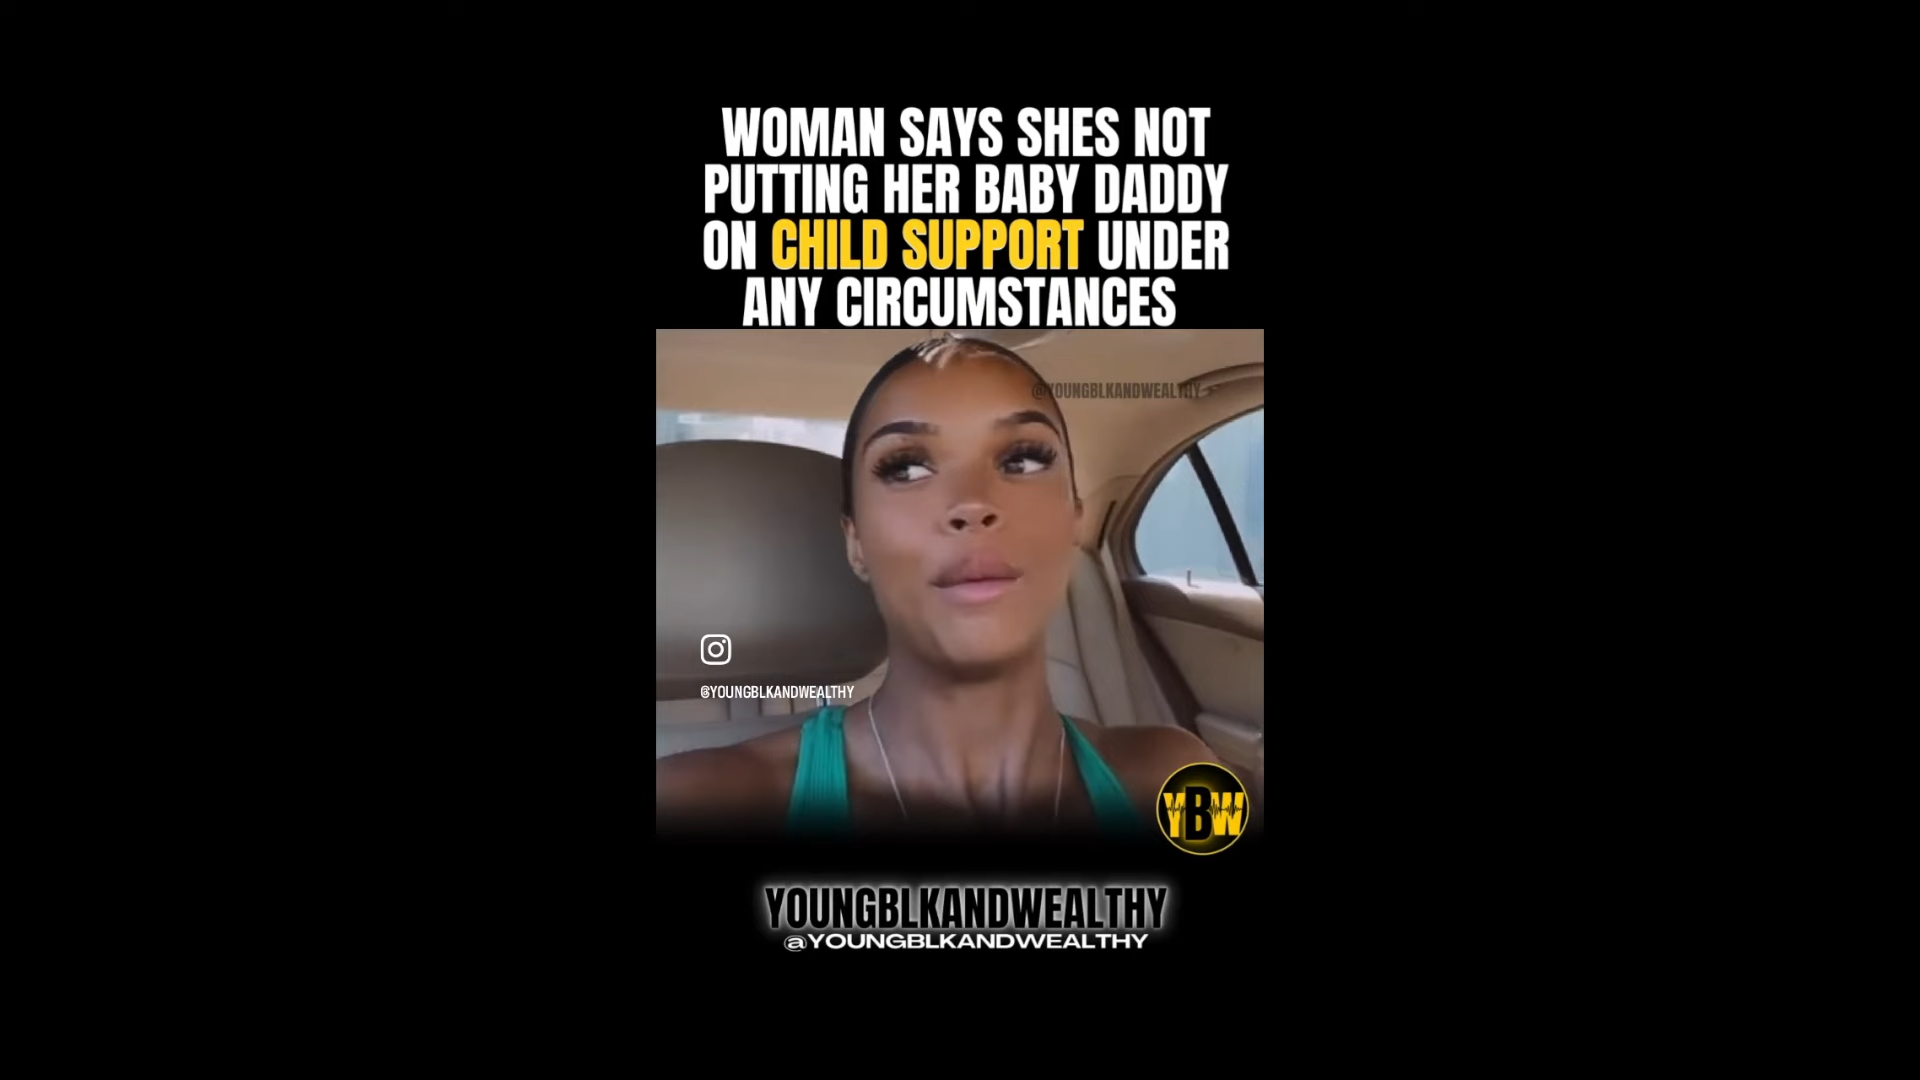 WOMAN SAYS SHES NOT
PUTTING HER BABY DADDY
ON CHILD SUPPORT UNDER
ANY CIRCUMSTANCES
@YOUNGBLKANDWEALTHY
@YOUNGBLKANDWEALTHY
YBW
YOUNGBLKANDWEALTHY
@YOUNGBLKANDWEALTHY